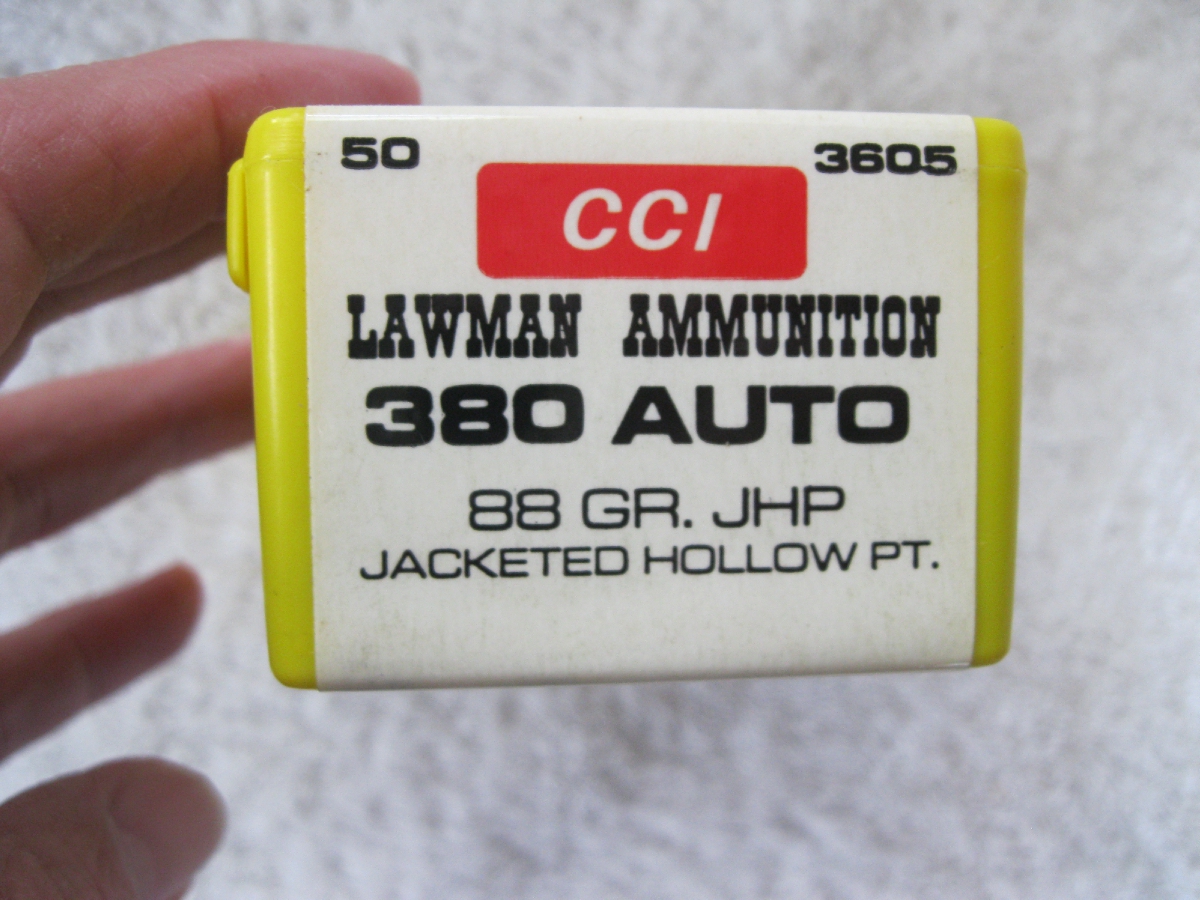 50 3605
CCI
LAWMAN AMMUNITION
380 AUTO
88 GR. JHP
JACKETED HOLLOW PT.